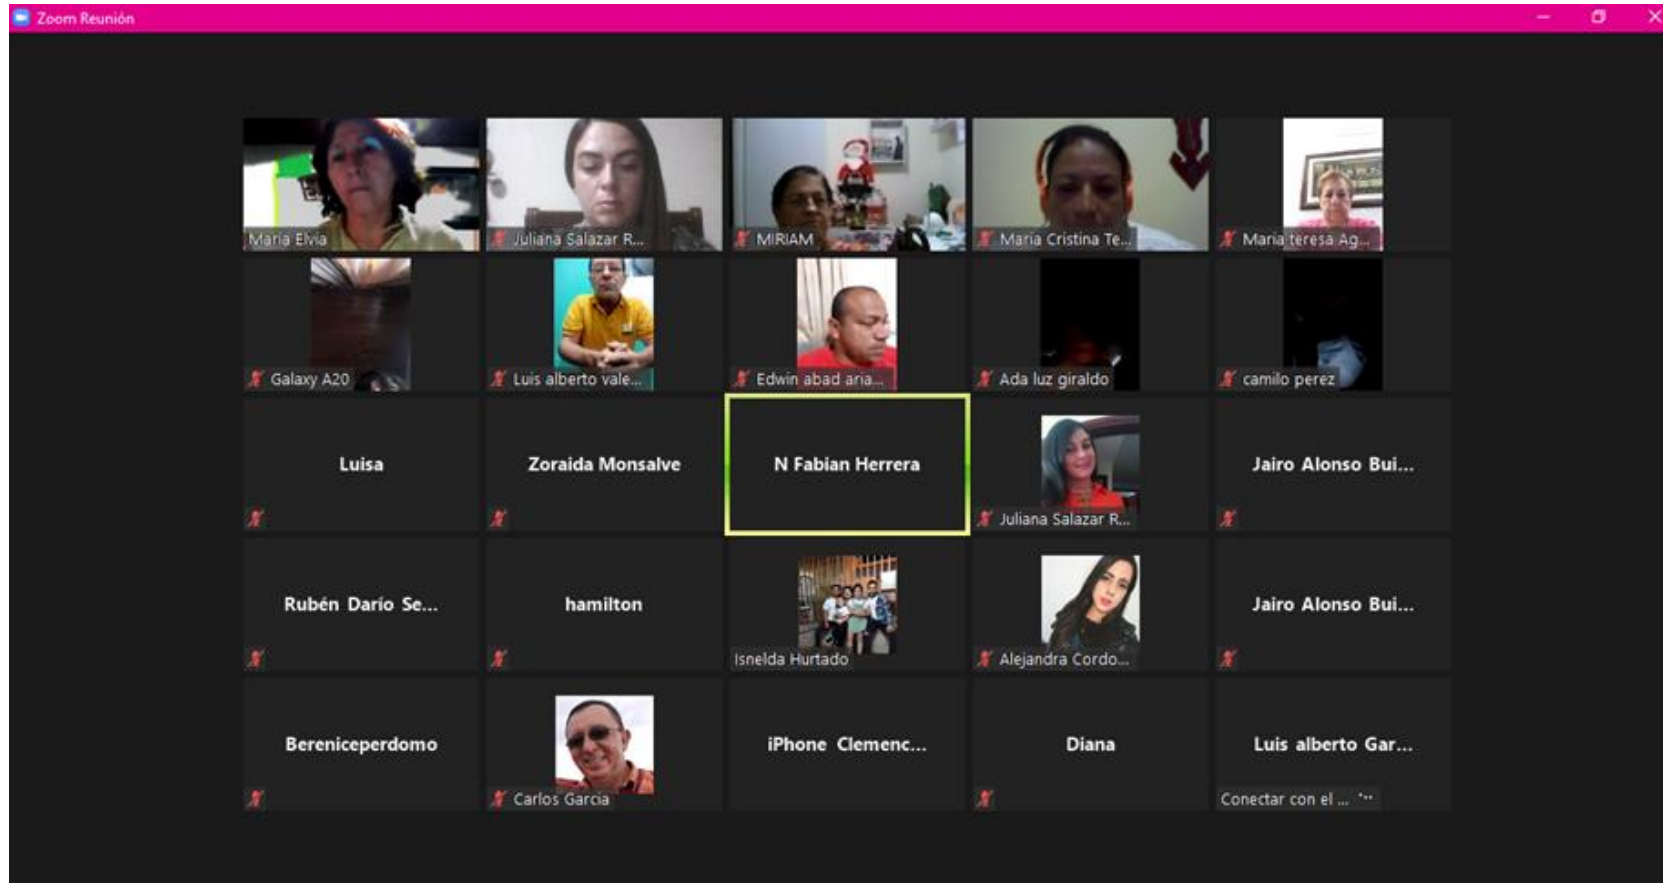 Zoom Reunión
Maria Elvia
Juliana Salazar R...
MIRIAM
Maria Cristina Te...
Maria teresa Ag...
Galaxy A20
Luis alberto vale...
Edwin abad aria...
Ada luz giraldo
camilo perez
Luisa
Zoraida Monsalve
N Fabian Herrera
Juliana Salazar R...
Jairo Alonso Bui...
Rubén Darío Se...
hamilton
Isnelda Hurtado
Alejandra Cordo...
Jairo Alonso Bui...
Bereniceperdomo
Carlos Garcia
iPhone Clemenc...
Diana
Luis alberto Gar...
Conectar con el ...